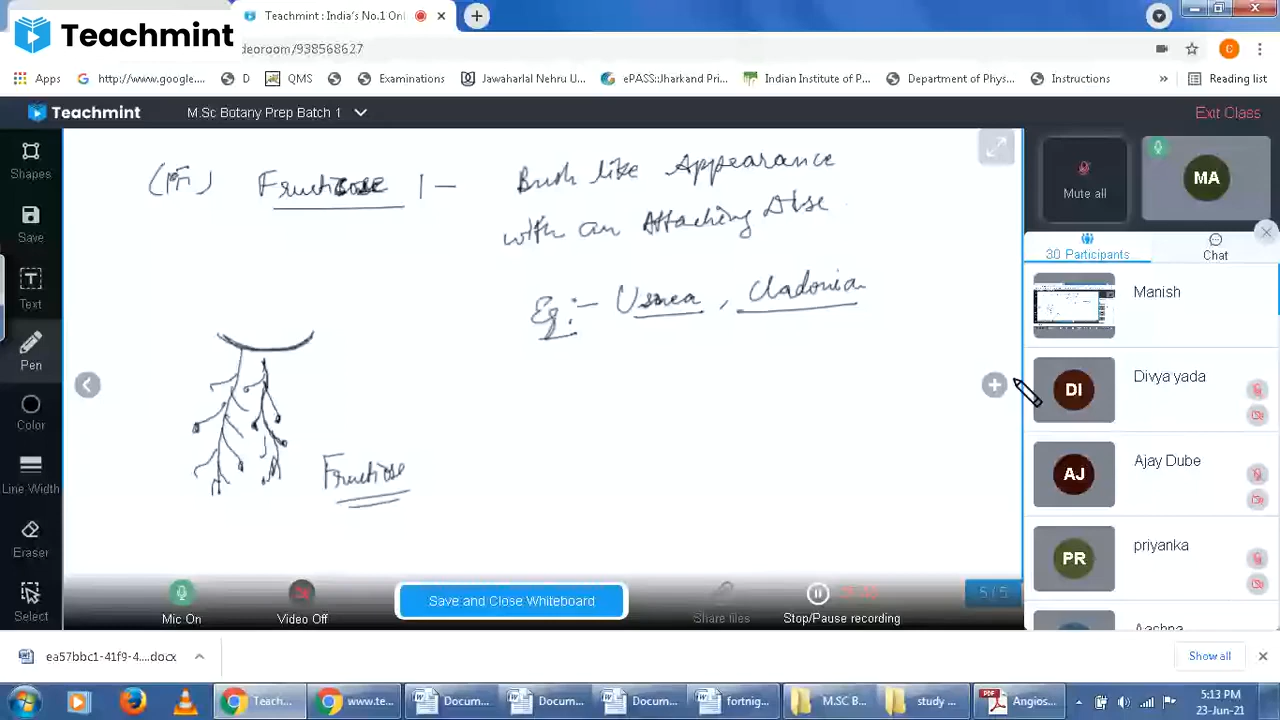 Teachmint
Teachmint : India's No.1 Onl
deoroom/938568627
Apps
http://www.google....
D
QMS
Examinations
Jawaharlal Nehru U...
ePASS::Jharkand Pri...
Indian Institute of P...
Department of Phys...
Instructions
»
Reading list
Teachmint
M.Sc Botany Prep Batch 1
Exit Class
Shapes
Save
Text
Pen
Color
Line Width
Eraser
Select
Fructicose :-
Bush like Appearance
with an Attaching Disc
Eg:- Usnea, Cladonia
Fructiose
Mute all
MA
30 Participants
Chat
Manish
DI
Divya yada
AJ
Ajay Dube
PR
priyanka
Aashna
Mic On
Video Off
Save and Close Whiteboard
Share files
Stop/Pause recording
5 / 5
ea57bbc1-41f9-4....docx
Show all
Teach...
www.te...
Docum...
Docum...
Docum...
fortnig...
M.SC B...
study ...
Angios...
5:13 PM
23-Jun-21